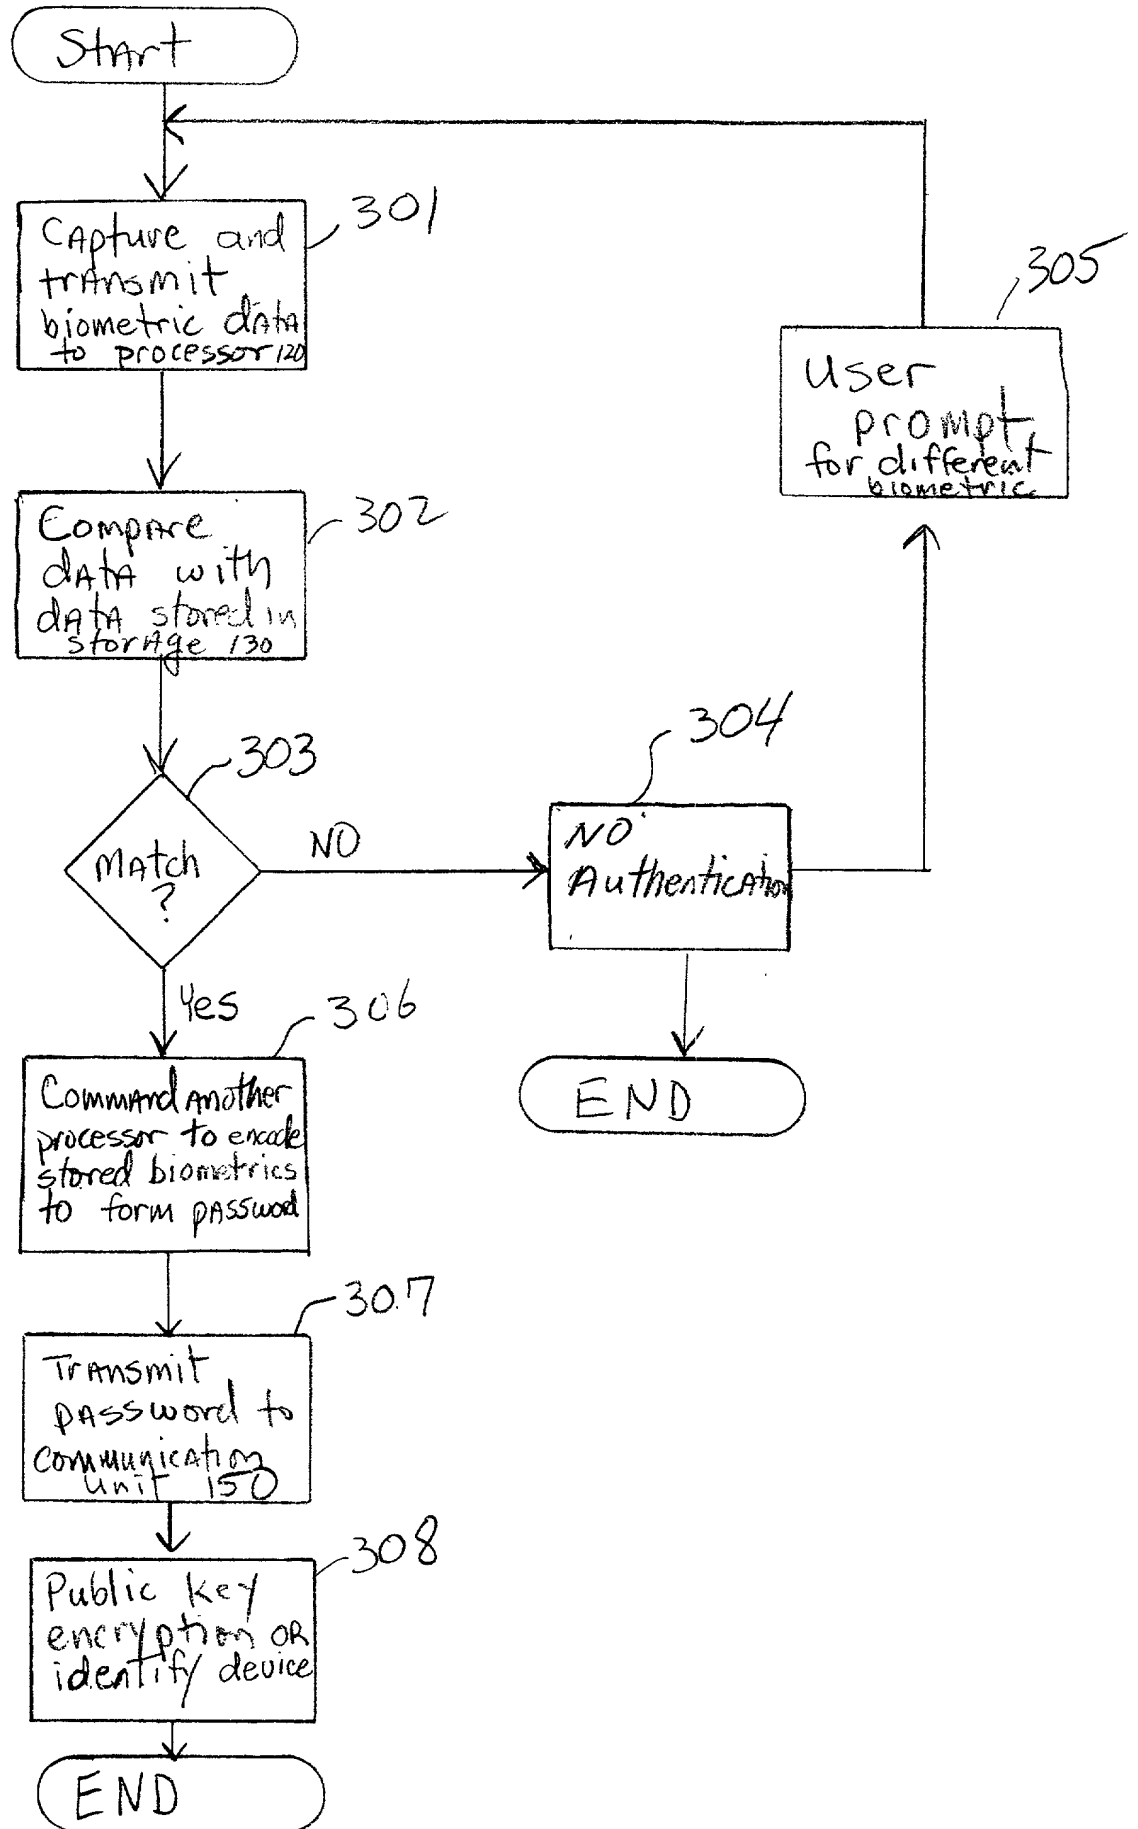 Start
301
Capture and
transmit
biometric data
to processor 120
305
User
prompt
for different
biometric
302
Compare
data with
data stored in
storage 130
304
303
Match
?
NO
NO
Authentication
Yes
306
Command another
processor to encode
stored biometrics
to form password
END
307
Transmit
password to
communication
unit 150
308
Public key
encryption OR
identify device
END